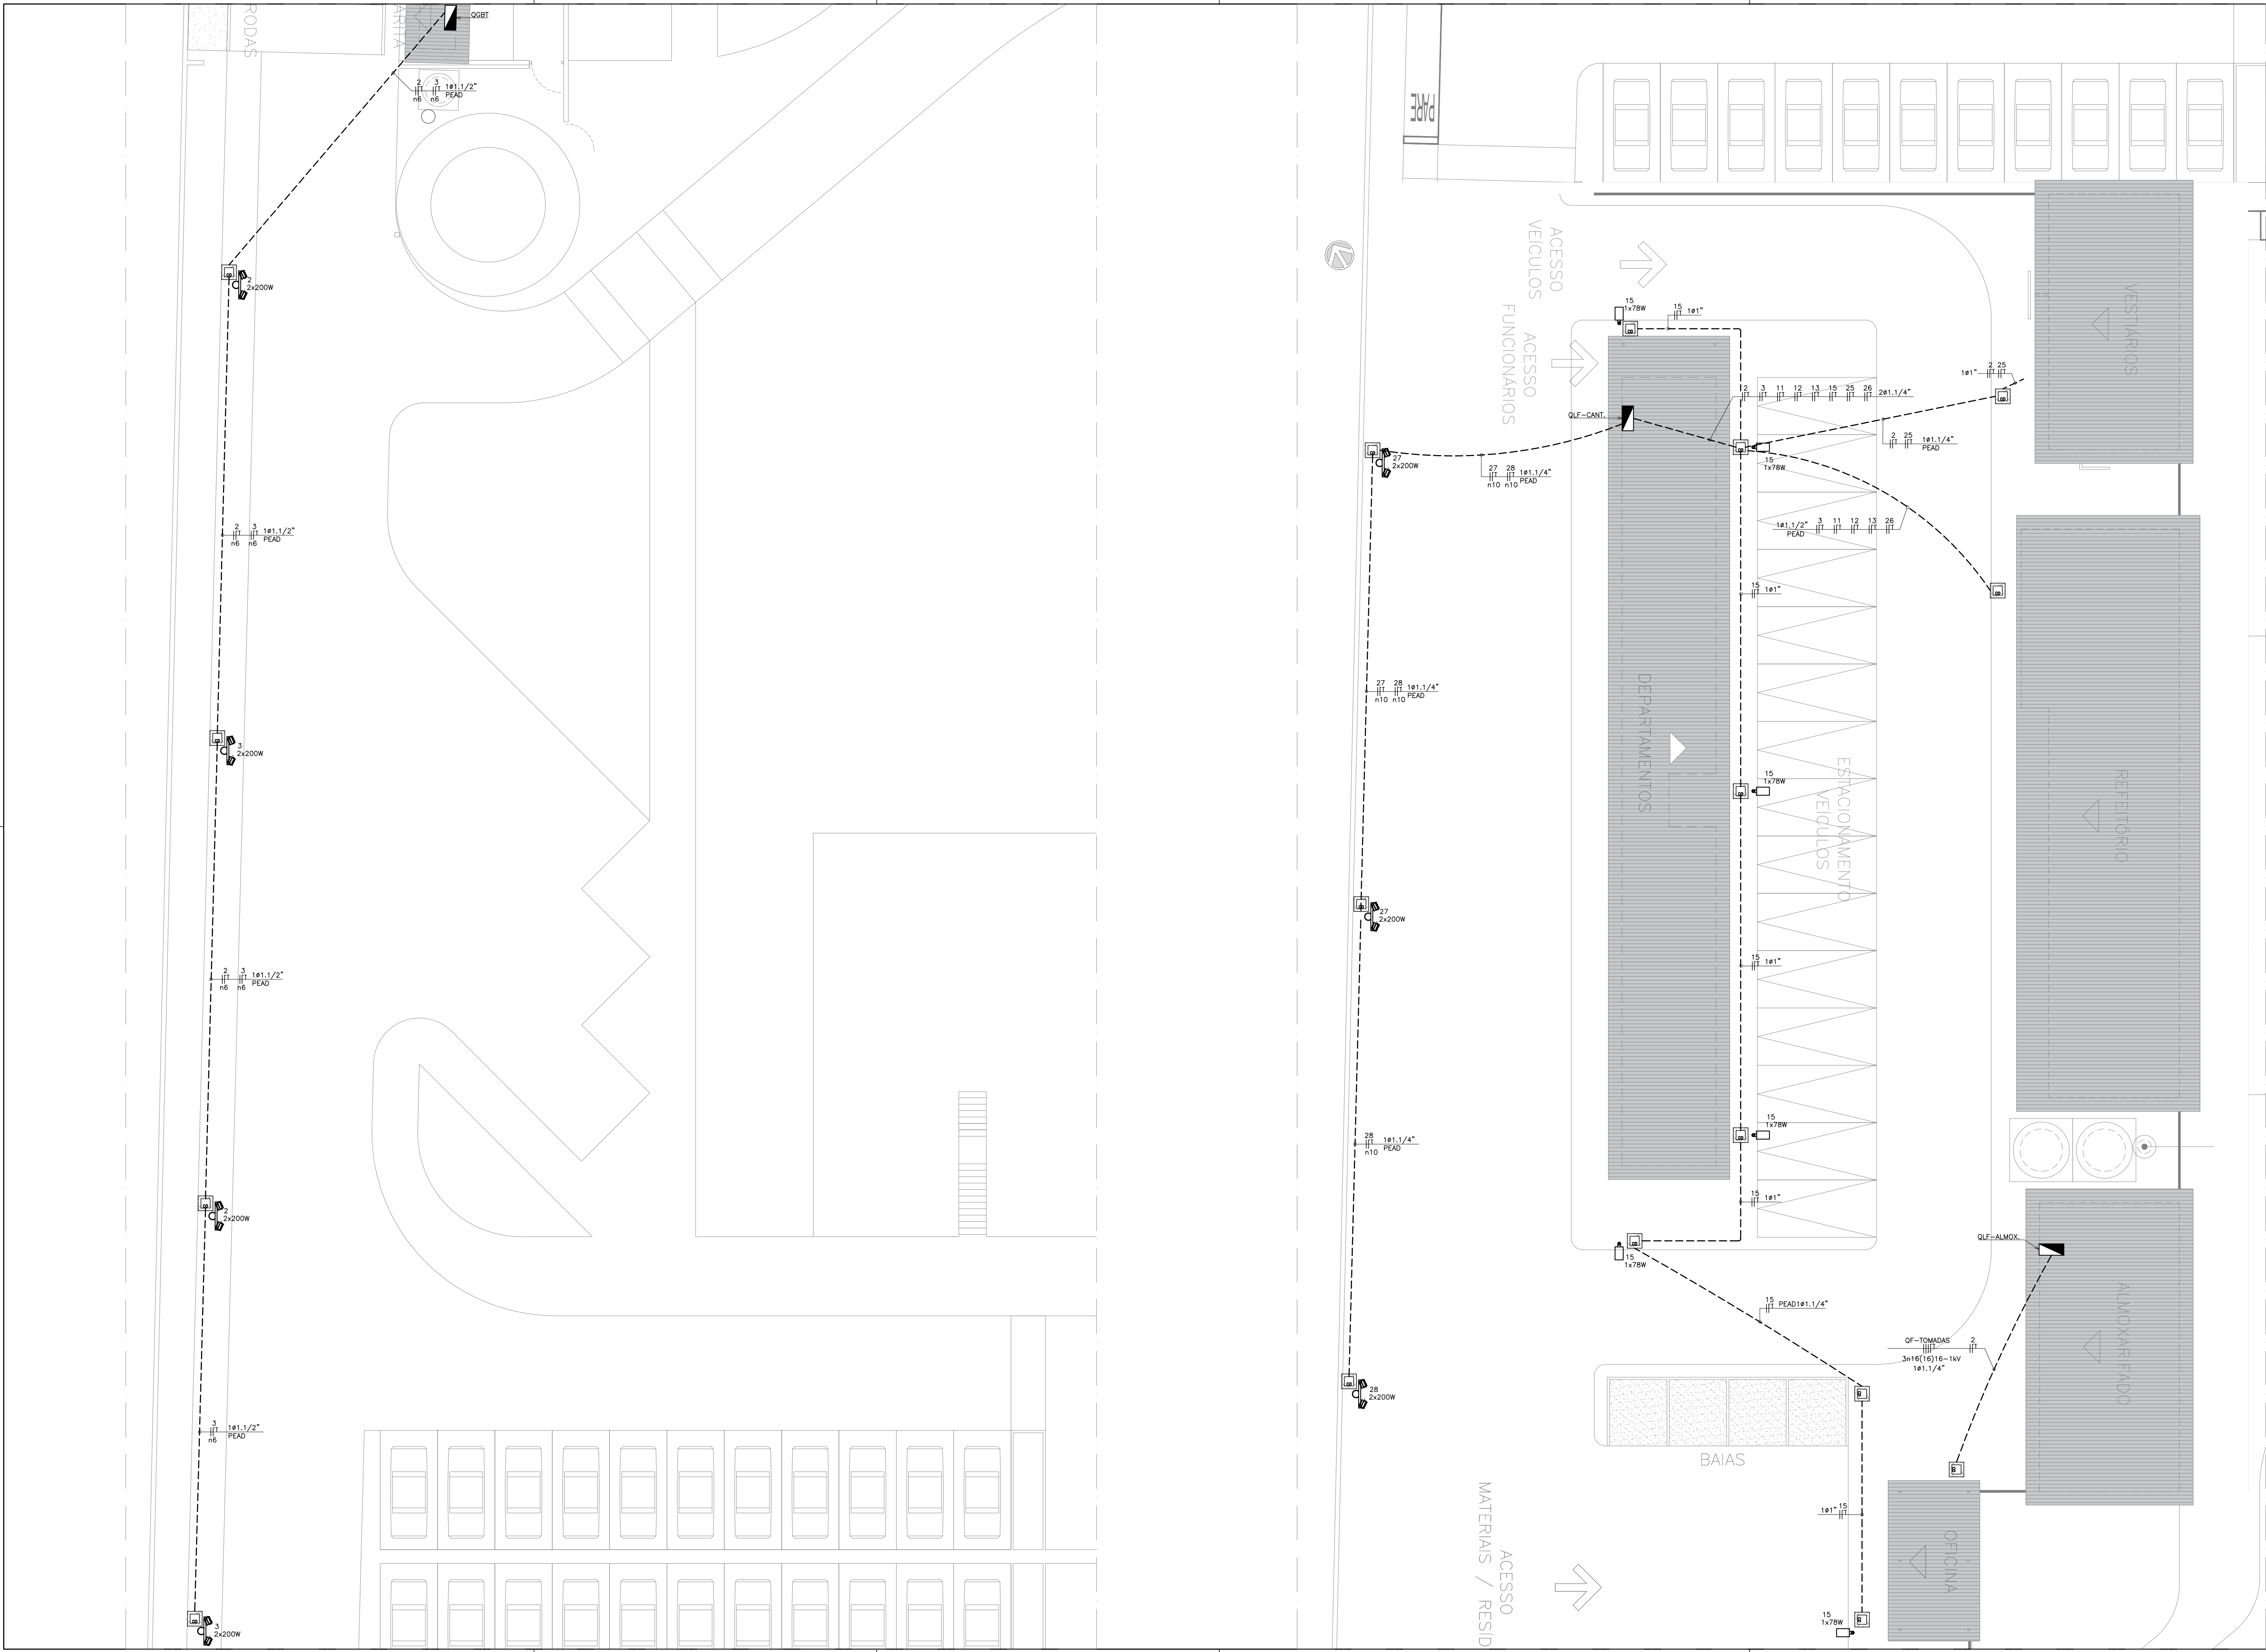 RODAS
QGBT
2 3 1ø1.1/2"
n6 n6 PEAD
2
2x200W
2 3 1ø1.1/2"
n6 n6 PEAD
3
2x200W
2 3 1ø1.1/2"
n6 n6 PEAD
2
2x200W
3 1ø1.1/2"
n6 PEAD
3
2x200W
PARE
ACESSO
VEÍCULOS
ACESSO
FUNCIONÁRIOS
15
1x78W
15 1ø1"
QLF-CANT.
2 3 11 12 13 15 25 26 2ø1.1/4"
1ø1" 2 25
VESTIÁRIOS
27
2x200W
27 28 1ø1.1/4"
n10 n10 PEAD
15
1x78W
2 25 1ø1.1/4"
PEAD
1ø1.1/2" 3 11 12 13 26
PEAD
15 1ø1"
27 28 1ø1.1/4"
n10 n10 PEAD
DEPARTAMENTOS
15
1x78W
ESTACIONAMENTO
VEÍCULOS
REFEITÓRIO
27
2x200W
15 1ø1"
28 1ø1.1/4"
n10 PEAD
15
1x78W
15 1ø1"
28
2x200W
15
1x78W
QLF-ALMOX.
15 PEAD1ø1.1/4"
QF-TOMADAS 2
3n16(16)16-1kV
1ø1.1/4"
ALMOXARIFADO
BAIAS
ACESSO
MATERIAIS /
1ø1" 15
OFICINA
15
1x78W